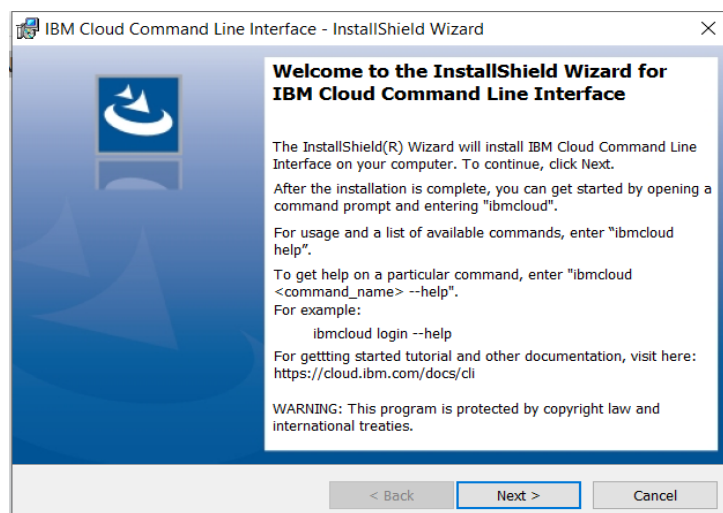 IBM Cloud Command Line Interface - InstallShield Wizard
Welcome to the InstallShield Wizard for
IBM Cloud Command Line Interface
The InstallShield(R) Wizard will install IBM Cloud Command Line
Interface on your computer. To continue, click Next.
After the installation is complete, you can get started by opening a
command prompt and entering "ibmcloud".
For usage and a list of available commands, enter “ibmcloud
help”.
To get help on a particular command, enter "ibmcloud
<command_name> --help".
For example:
ibmcloud login --help
For gettting started tutorial and other documentation, visit here:
https://cloud.ibm.com/docs/cli
WARNING: This program is protected by copyright law and
international treaties.
< Back
Next >
Cancel